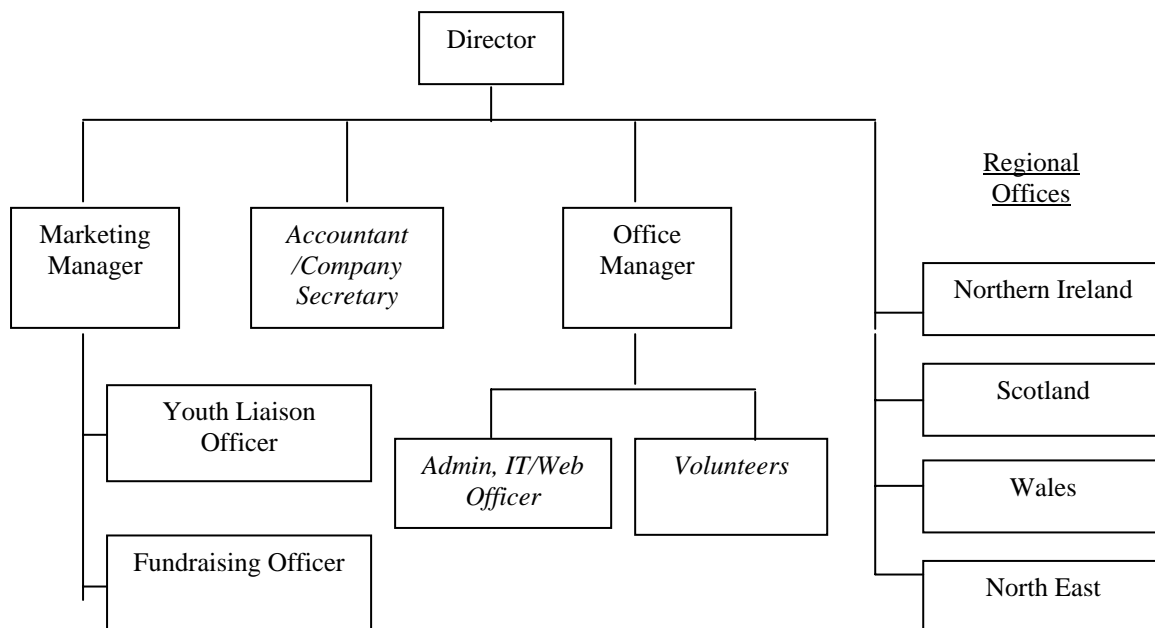 Director
Regional
Offices
Marketing
Manager
Accountant
/Company
Secretary
Office
Manager
Northern Ireland
Scotland
Youth Liaison
Officer
Admin, IT/Web
Officer
Volunteers
Wales
Fundraising Officer
North East